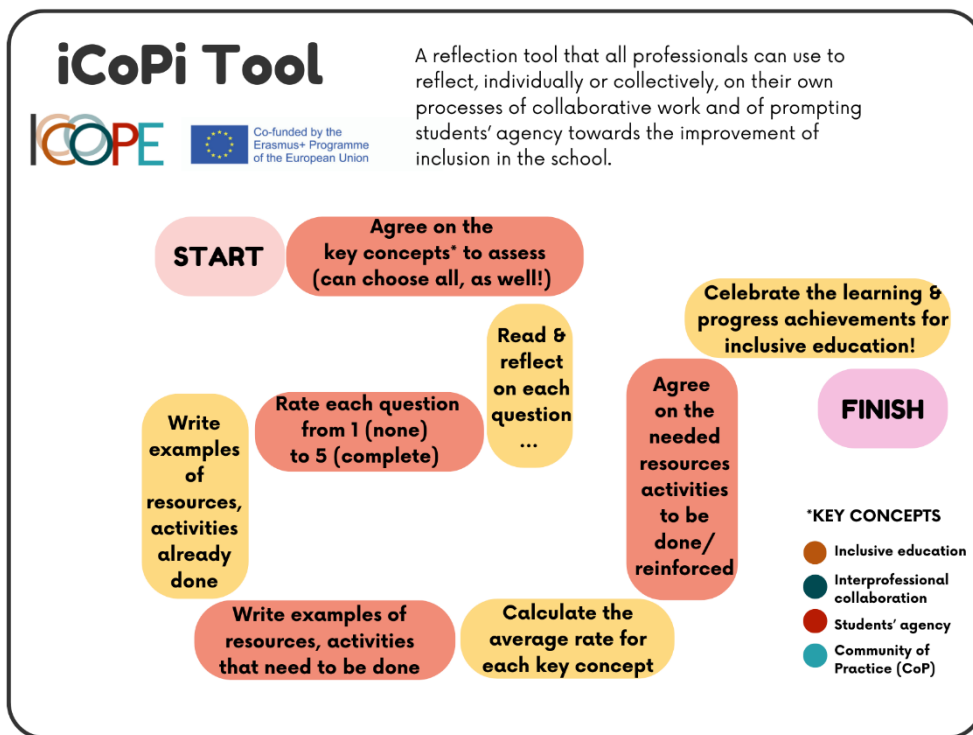 iCoPi Tool
A reflection tool that all professionals can use to
reflect, individually or collectively, on their own
processes of collaborative work and of prompting
students' agency towards the improvement of
inclusion in the school.
ICOPE
Co-funded by the
Erasmus+ Programme
of the European Union
START
Agree on the
key concepts* to assess
(can choose all, as well!)
Read &
reflect
on each
question
...
Rate each question
from 1 (none)
to 5 (complete)
Write
examples
of
resources,
activities
already
done
Write examples of
resources, activities
that need to be done
Calculate the
average rate for
each key concept
Agree
on the
needed
resources
activities
to be
done/
reinforced
Celebrate the learning &
progress achievements for
inclusive education!
FINISH
*KEY CONCEPTS
Inclusive education
Interprofessional
collaboration
Students' agency
Community of
Practice (CoP)